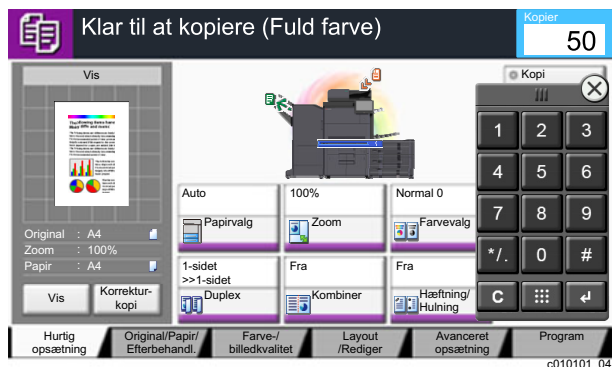 Klar til at kopiere (Fuld farve)
Kopier
50
Vis
Original : A4
Zoom : 100%
Papir : A4
Vis
Korrektur-
kopi
Auto
Papirvalg
100%
Zoom
Normal 0
Farvevalg
1-sidet
>>1-sidet
Duplex
Fra
Kombiner
Fra
Hæftning/
Hulning
Kopi
1 2 3
4 5 6
7 8 9
*/. 0 #
C
Hurtig
opsætning
Original/Papir/
Efterbehandl.
Farve-/
billedkvalitet
Layout
/Rediger
Avanceret
opsætning
Program
c010101_04